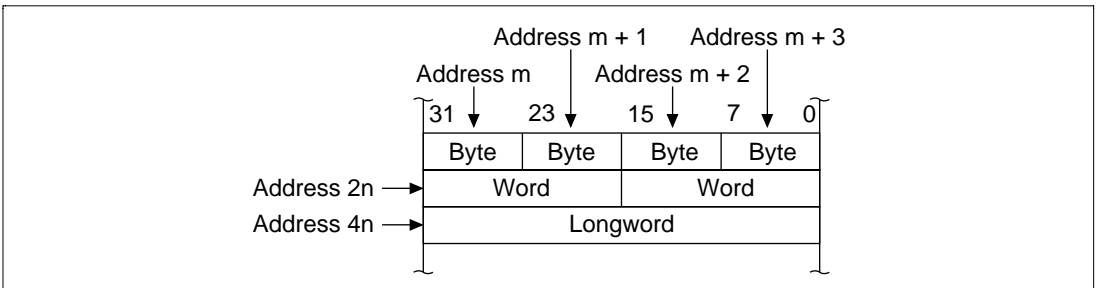 Address m + 1 Address m + 3
Address m Address m + 2
31 23 15 7 0
Byte Byte Byte Byte
Address 2n Word Word
Address 4n Longword